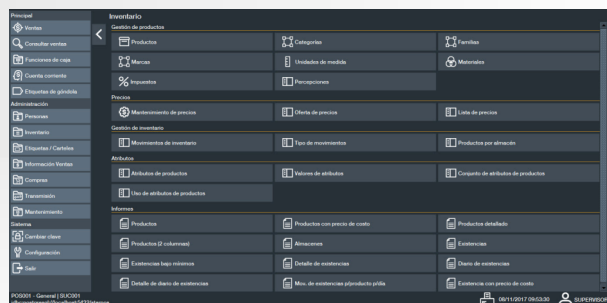 Principal
Ventas
Consultar ventas
Funciones de caja
Cuenta corriente
Etiquetas de góndola
Administración
Personas
Inventario
Etiquetas / Carteles
Información Ventas
Compras
Transmisión
Mantenimiento
Sistema
Cambiar clave
Configuración
Salir
Inventario
Gestión de productos
Productos
Categorías
Familias
Marcas
Unidades de medida
Materiales
Impuestos
Percepciones
Precios
Mantenimiento de precios
Oferta de precios
Lista de precios
Gestión de inventario
Movimientos de inventario
Tipo de movimientos
Productos por almacén
Atributos
Atributos de productos
Valores de atributos
Conjunto de atributos de productos
Uso de atributos de productos
Informes
Productos
Productos con precio de costo
Productos detallado
Productos (2 columnas)
Almacenes
Existencias
Existencias bajo mínimos
Detalle de existencias
Diario de existencias
Detalle de diario de existencias
Mov. de existencias p/producto p/día
Existencia con precio de costo
POS001 - General | SUC001
08/11/2017 09:53:30
SUPERVISOR